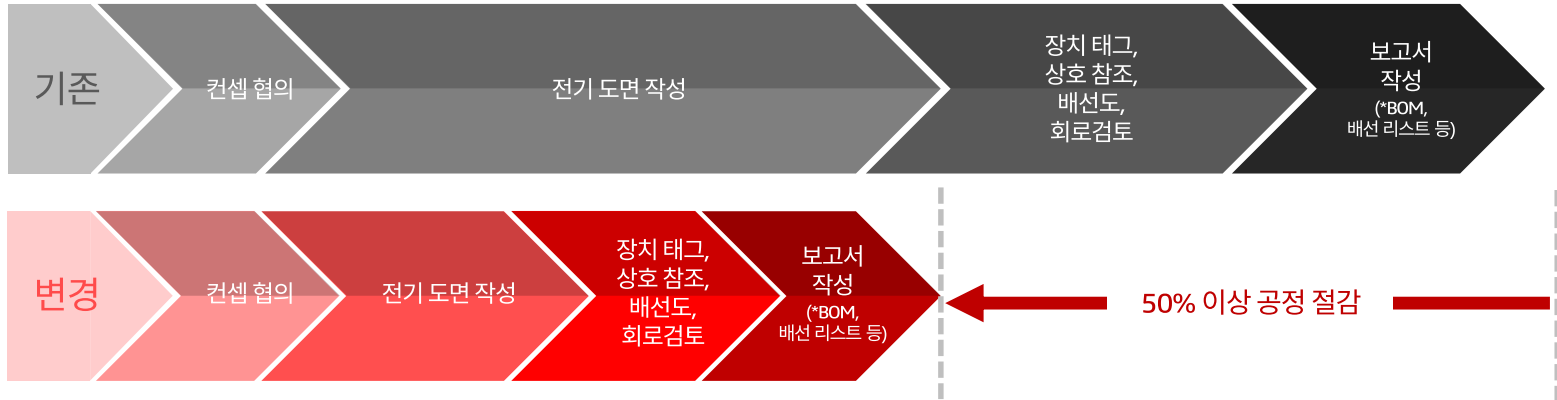 기존
컨셉 협의
전기 도면 작성
장치 태그,
상호 참조,
배선도,
회로검토
보고서
작성
(*BOM,
배선 리스트 등)
변경
컨셉 협의
전기 도면 작성
장치 태그,
상호 참조,
배선도,
회로검토
보고서
작성
(*BOM,
배선 리스트 등)
50% 이상 공정 절감